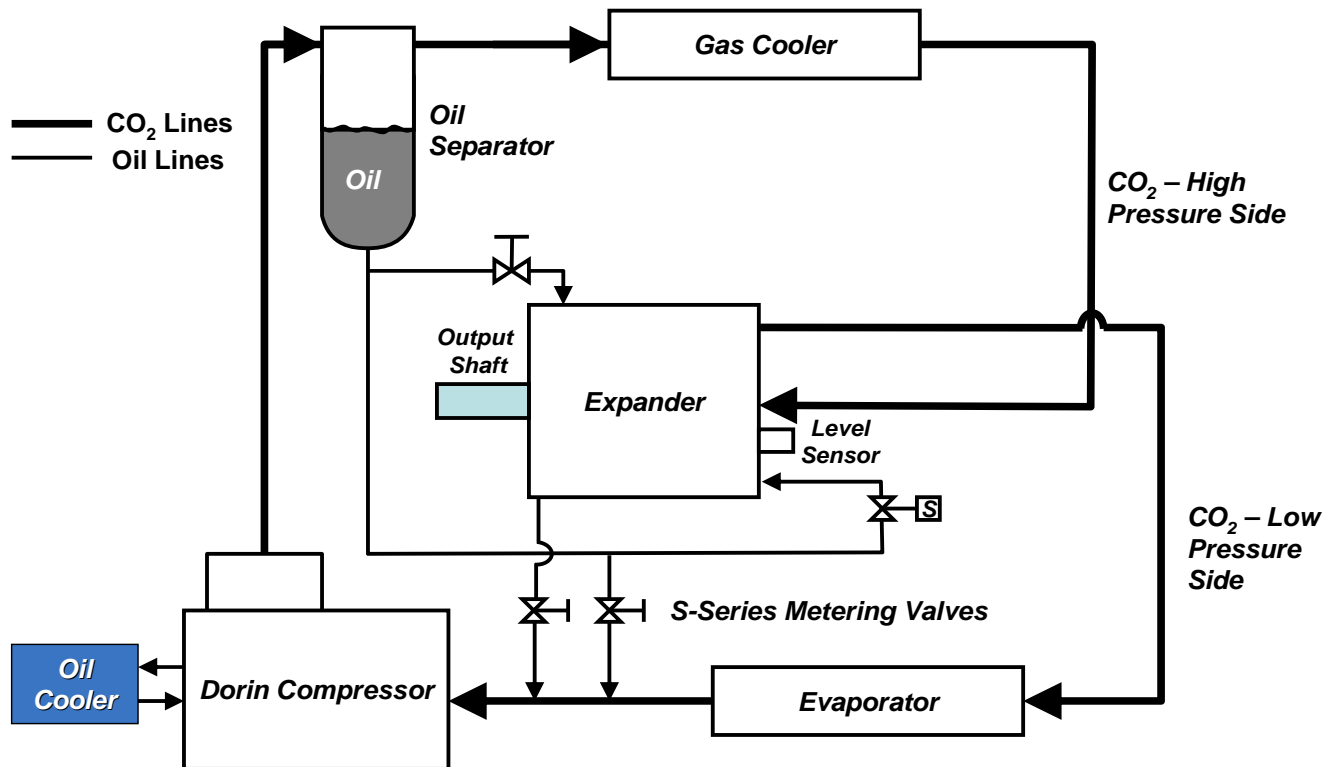 Gas Cooler
CO₂ Lines
Oil Lines
Oil
Separator
Oil
CO₂ – High
Pressure Side
Output
Shaft
Expander
Level
Sensor
S
CO₂ – Low
Pressure
Side
S-Series Metering Valves
Oil
Cooler
Dorin Compressor
Evaporator